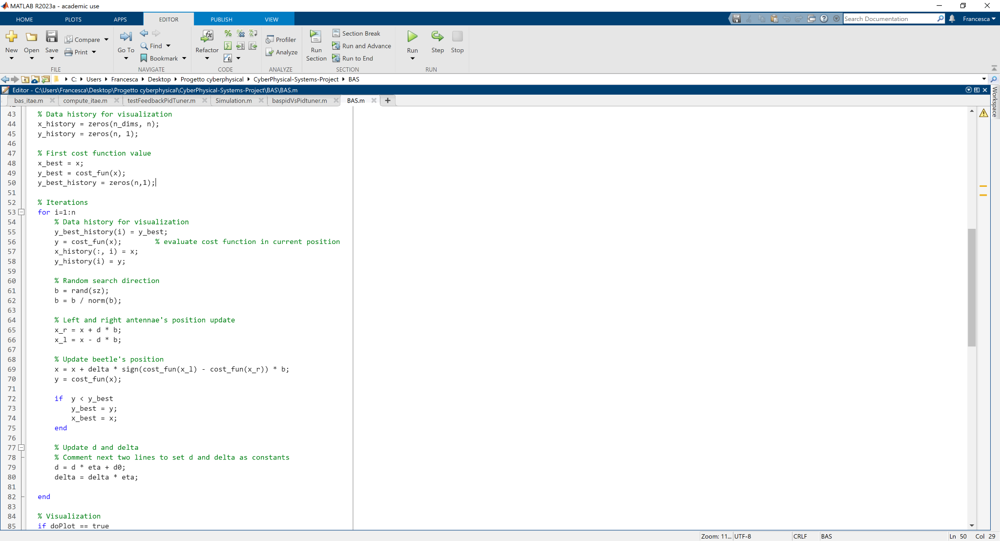 MATLAB R2023a - academic use
HOME PLOTS APPS EDITOR PUBLISH VIEW Search Documentation Francesca
New Open Save Compare Print Go To Find Bookmark Refactor Profiler Analyze Run Section Section Break Run and Advance Run to End Run Step Stop
FILE NAVIGATE CODE ANALYZE SECTION RUN
C: Users Francesca Desktop Progetto cyberphysical CyberPhysical-Systems-Project BAS
Editor - C:\Users\Francesca\Desktop\Progetto cyberphysical\CyberPhysical-Systems-Project\BAS\BAS.m
Workspace
bas_itae.m compute_itae.m testFeedbackPidTuner.m Simulation.m baspidVsPidtuner.m BAS.m
43 % Data history for visualization
44 x_history = zeros(n_dims, n);
45 y_history = zeros(n, 1);
46
47 % First cost function value
48 x_best = x;
49 y_best = cost_fun(x);
50 y_best_history = zeros(n,1);
51
52 % Iterations
53 for i=1:n
54 % Data history for visualization
55 y_best_history(i) = y_best;
56 y = cost_fun(x); % evaluate cost function in current position
57 x_history(:, i) = x;
58 y_history(i) = y;
59
60 % Random search direction
61 b = rand(sz);
62 b = b / norm(b);
63
64 % Left and right antennae's position update
65 x_r = x + d * b;
66 x_l = x - d * b;
67
68 % Update beetle's position
69 x = x + delta * sign(cost_fun(x_l) - cost_fun(x_r)) * b;
70 y = cost_fun(x);
71
72 if y < y_best
73 y_best = y;
74 x_best = x;
75 end
76
77 % Update d and delta
78 % Comment next two lines to set d and delta as constants
79 d = d * eta + d0;
80 delta = delta * eta;
81
82 end
83
84 % Visualization
85 if doPlot == true
Zoom: 11... UTF-8 CRLF BAS Ln 50 Col 29